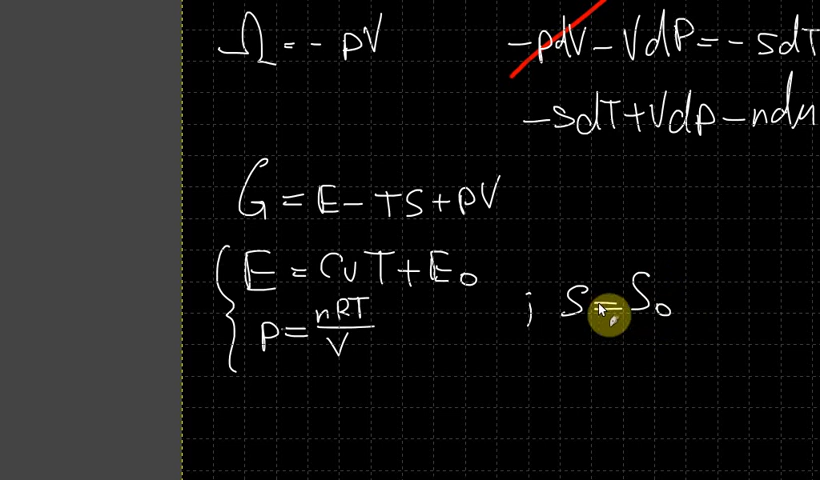 Ω = - pV
-pdV - VdP = - SdT
-SdT + Vdp - ndμ
G = E - TS + pV
E = CvT + E₀
p = nRT/V ; S = S₀